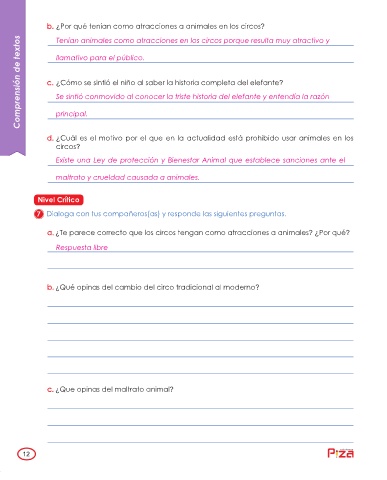 Comprensión de textos
b. ¿Por qué tenían como atracciones a animales en los circos?
Tenían animales como atracciones en los circos porque resulta muy atractivo y
llamativo para el público.
c. ¿Cómo se sintió el niño al saber la historia completa del elefante?
Se sintió conmovido al conocer la triste historia del elefante y entendía la razón
principal.
d. ¿Cuál es el motivo por el que en la actualidad está prohibido usar animales en los
circos?
Existe una Ley de protección y Bienestar Animal que establece sanciones ante el
maltrato y crueldad causada a animales.
Nivel Crítico
7 Dialoga con tus compañeros(as) y responde las siguientes preguntas.
a. ¿Te parece correcto que los circos tengan como atracciones a animales? ¿Por qué?
Respuesta libre
b. ¿Qué opinas del cambio del circo tradicional al moderno?
c. ¿Que opinas del maltrato animal?
12